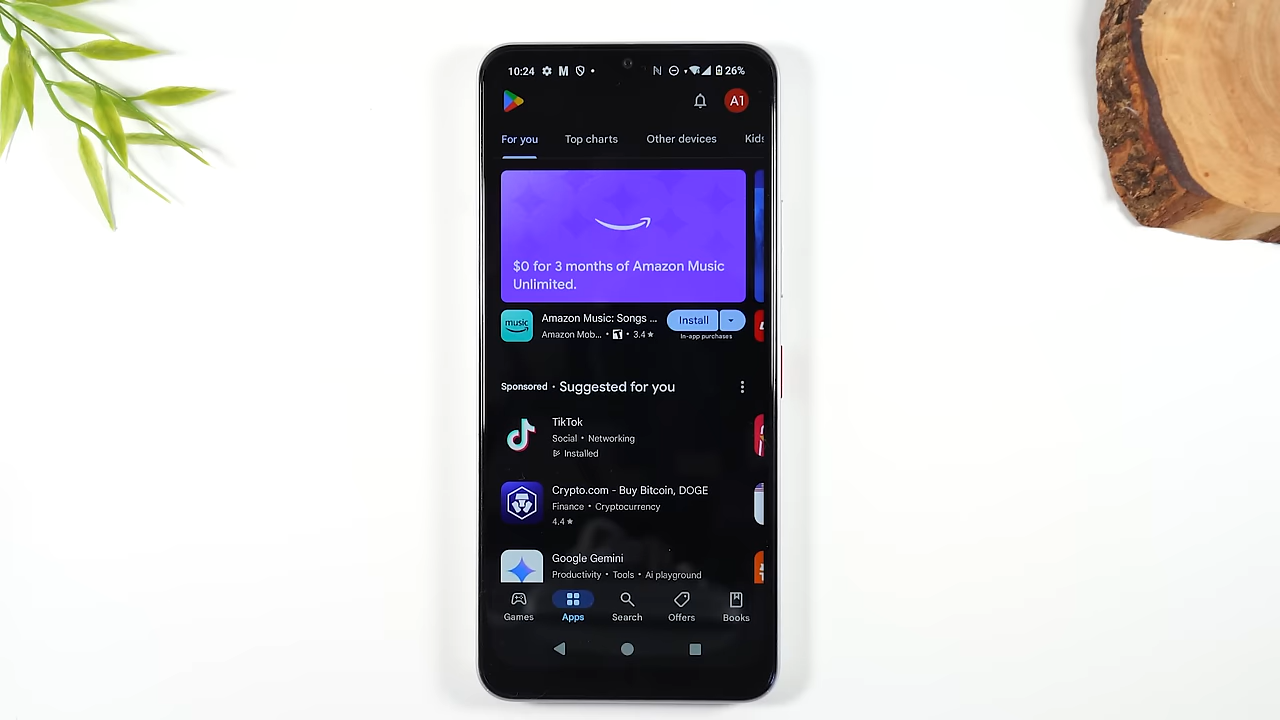 10:24 M 26%
A1
For you Top charts Other devices Kids
$0 for 3 months of Amazon Music
Unlimited.
music
Amazon Music: Songs ...
Amazon Mob... • T • 3.4★
Install
In-app purchases
Sponsored • Suggested for you
TikTok
Social • Networking
Installed
Crypto.com - Buy Bitcoin, DOGE
Finance • Cryptocurrency
4.4★
Google Gemini
Productivity • Tools • Ai playground
Games Apps Search Offers Books